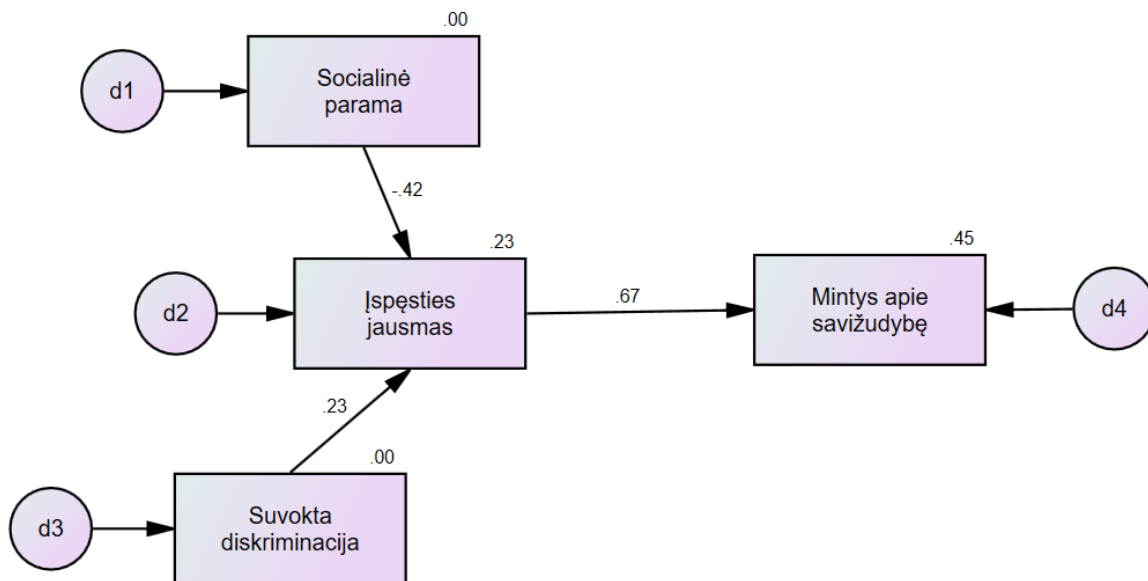 .00
d1
Socialinė
parama
-.42
.23
.45
d2
Įspęsties
jausmas
.67
Mintys apie
savižudybę
d4
.23
.00
d3
Suvokta
diskriminacija